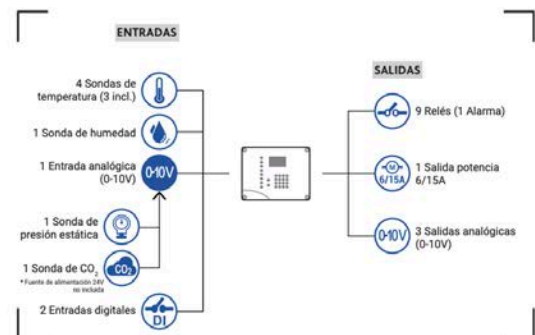 ENTRADAS
4 Sondas de
temperatura (3 incl.)
1 Sonda de humedad
1 Entrada analógica
(0-10V)
0-10V
1 Sonda de
presión estática
1 Sonda de CO₂
CO₂
* Fuente de alimentación 24V
no incluida
2 Entradas digitales
DI
SALIDAS
9 Relés (1 Alarma)
M
6/15A
1 Salida potencia
6/15A
0-10V
3 Salidas analógicas
(0-10V)